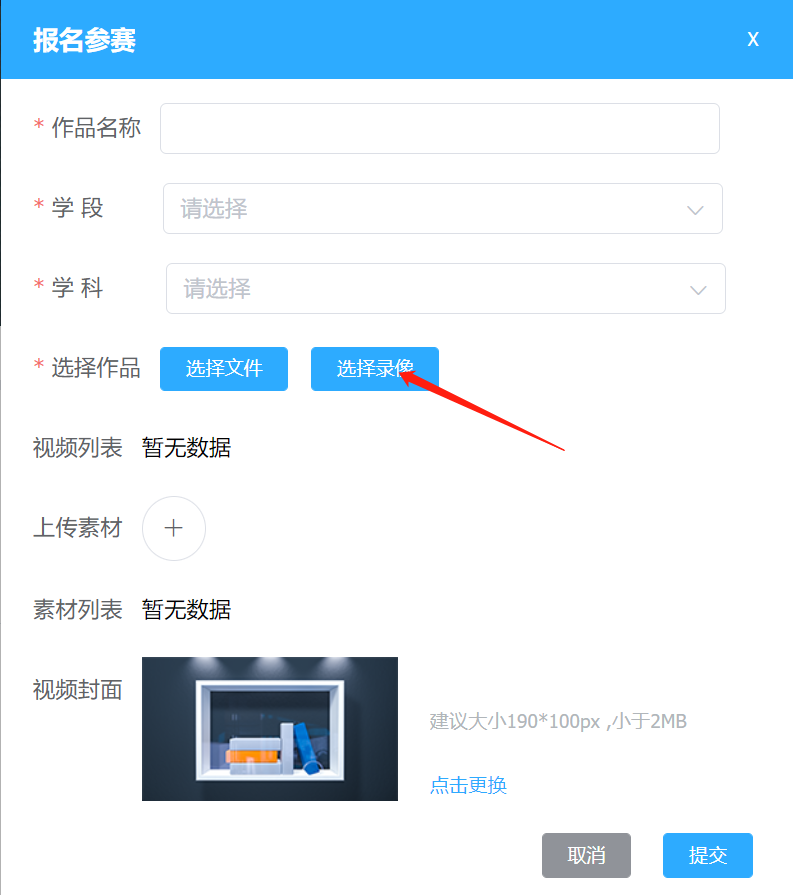 报名参赛 X
* 作品名称
* 学 段 请选择
* 学 科 请选择
* 选择作品 选择文件 选择录像
视频列表 暂无数据
上传素材 +
素材列表 暂无数据
视频封面
建议大小190*100px ,小于2MB
点击更换
取消 提交